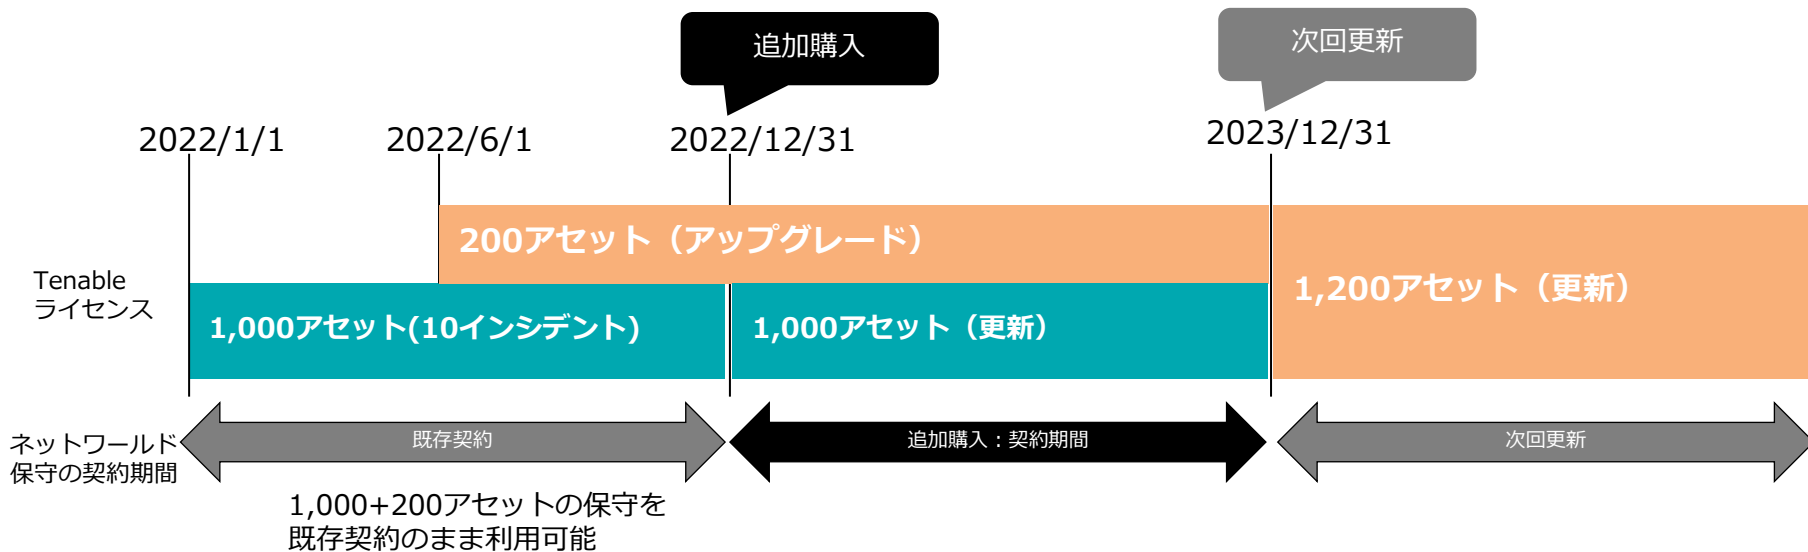 追加購入
次回更新
2022/1/1
2022/6/1
2022/12/31
2023/12/31
200アセット（アップグレード）
Tenable
ライセンス
1,000アセット(10インシデント)
1,000アセット（更新）
1,200アセット（更新）
ネットワールド
保守の契約期間
既存契約
追加購入：契約期間
次回更新
1,000+200アセットの保守を
既存契約のまま利用可能